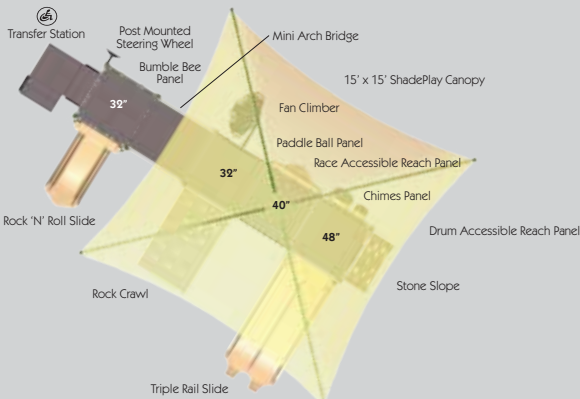 Transfer Station
Post Mounted
Steering Wheel
Bumble Bee
Panel
Mini Arch Bridge
15' x 15' ShadePlay Canopy
32"
Fan Climber
Paddle Ball Panel
Race Accessible Reach Panel
32"
Chimes Panel
40"
48"
Drum Accessible Reach Panel
Rock 'N' Roll Slide
Stone Slope
Rock Crawl
Triple Rail Slide